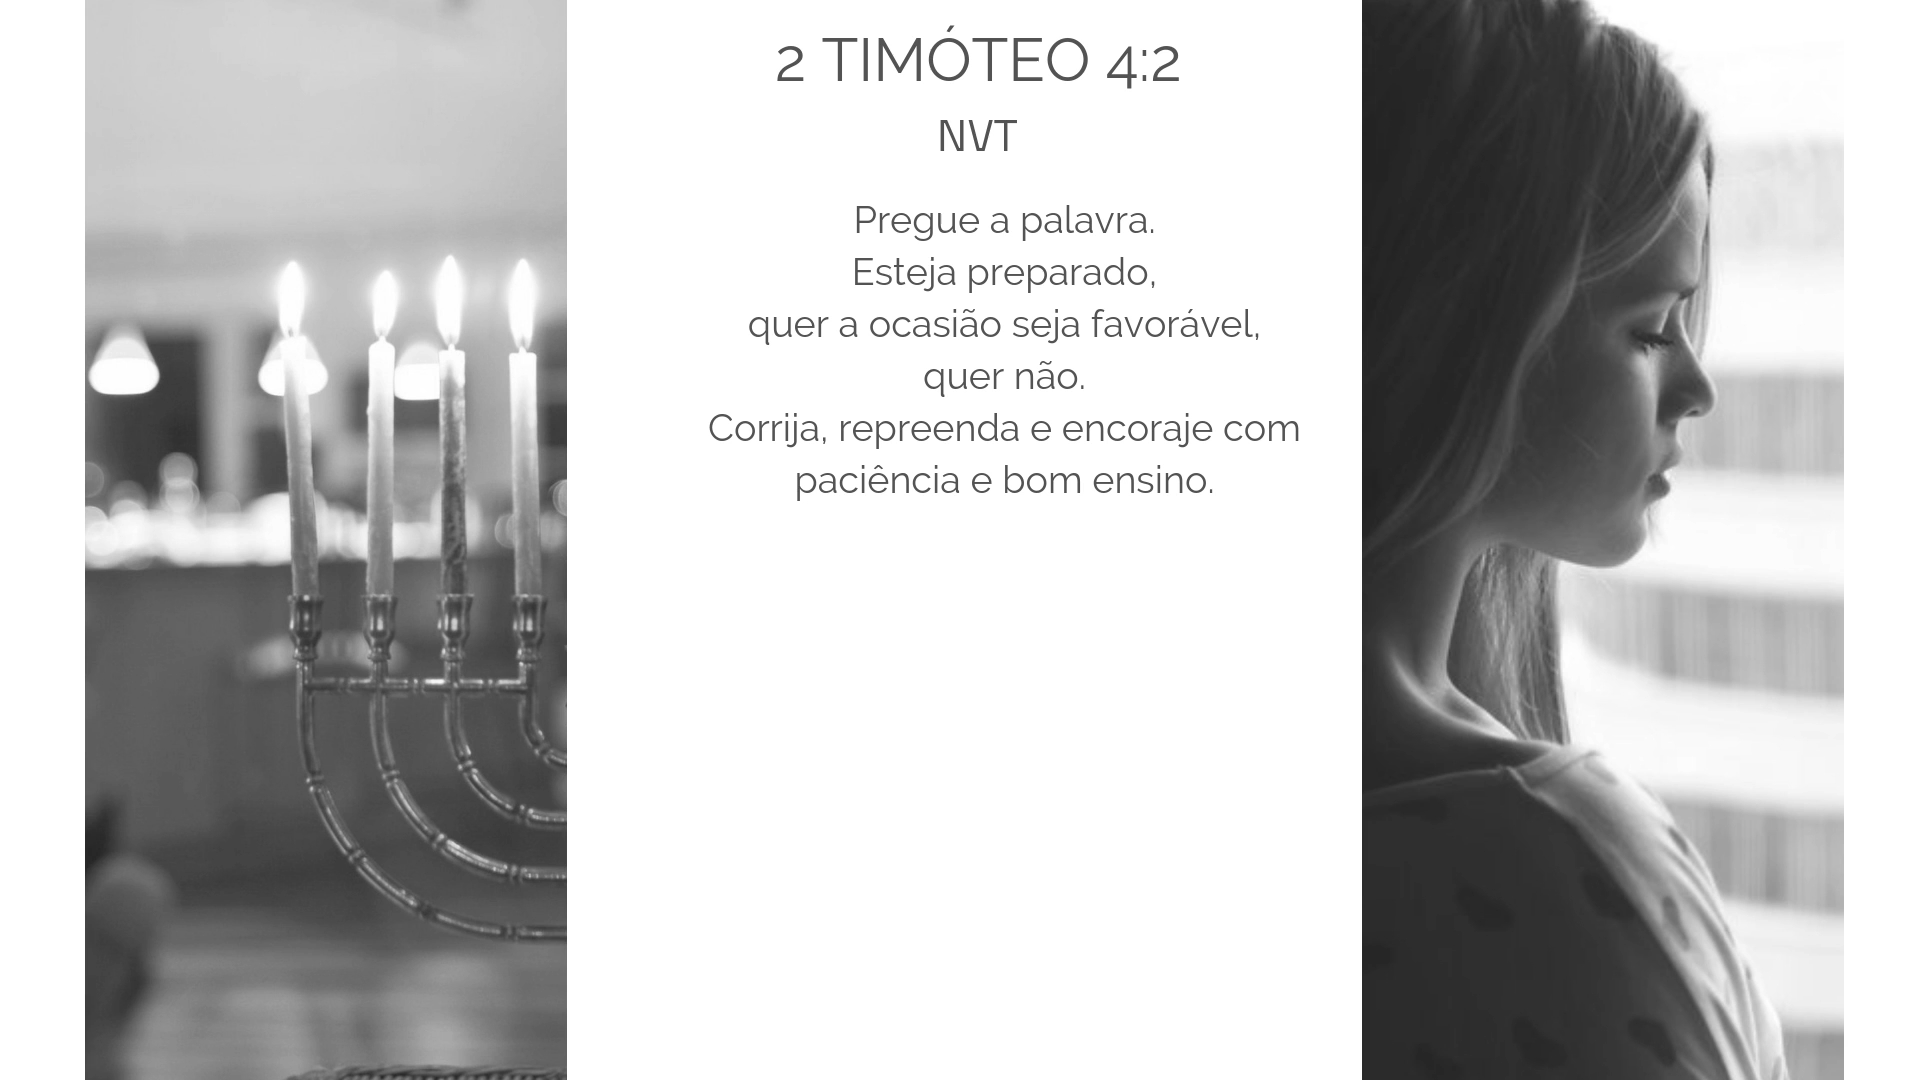 2 TIMÓTEO 4:2
NVT
Pregue a palavra.
Esteja preparado,
quer a ocasião seja favorável,
quer não.
Corrija, repreenda e encoraje com
paciência e bom ensino.